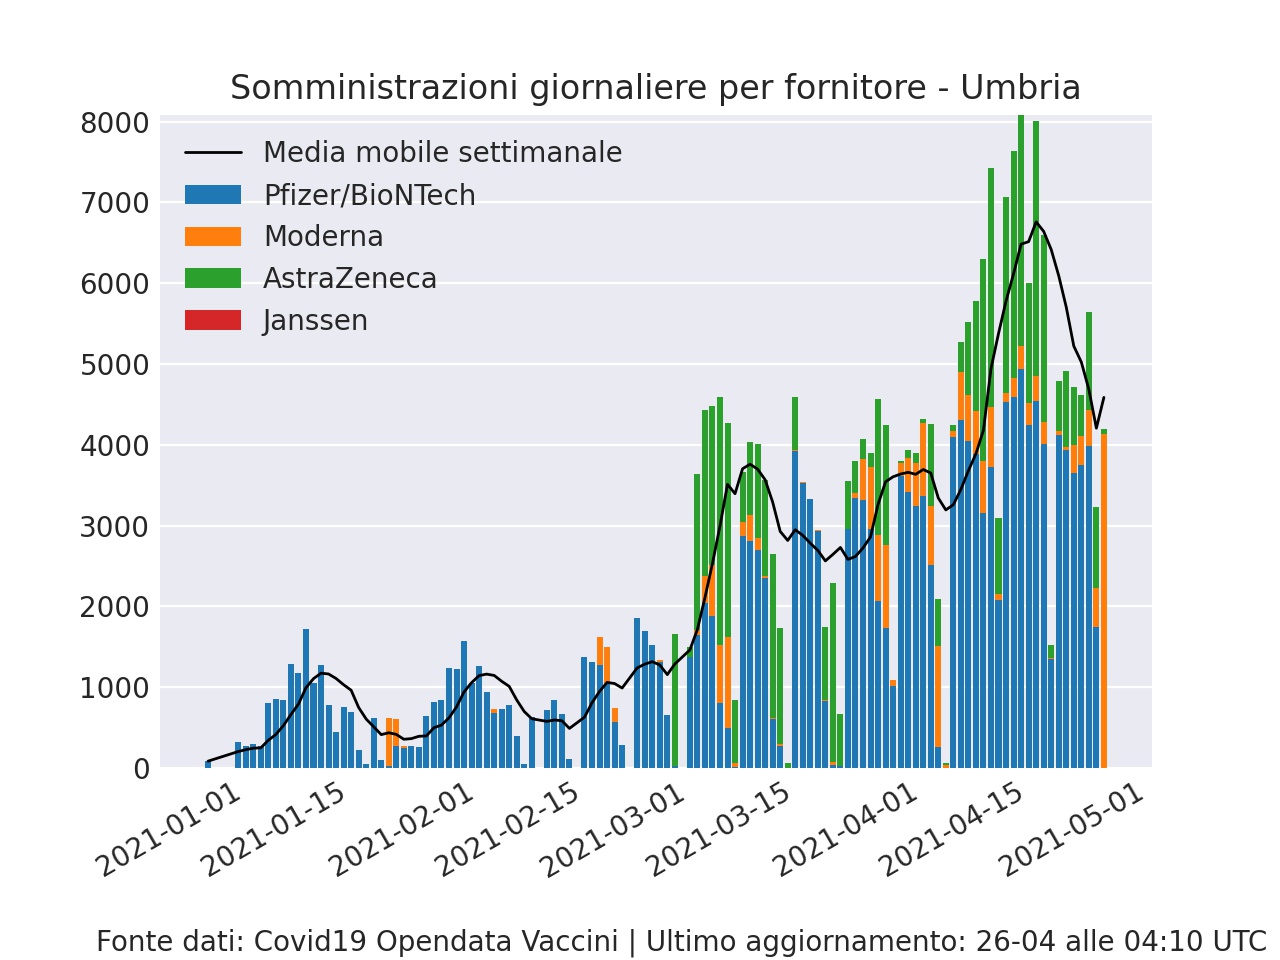 Somministrazioni giornaliere per fornitore - Umbria
8000
7000
6000
5000
4000
3000
2000
1000
0
Media mobile settimanale
Pfizer/BioNTech
Moderna
AstraZeneca
Janssen
2021-01-01
2021-01-15
2021-02-01
2021-02-15
2021-03-01
2021-03-15
2021-04-01
2021-04-15
2021-05-01
Fonte dati: Covid19 Opendata Vaccini | Ultimo aggiornamento: 26-04 alle 04:10 UTC